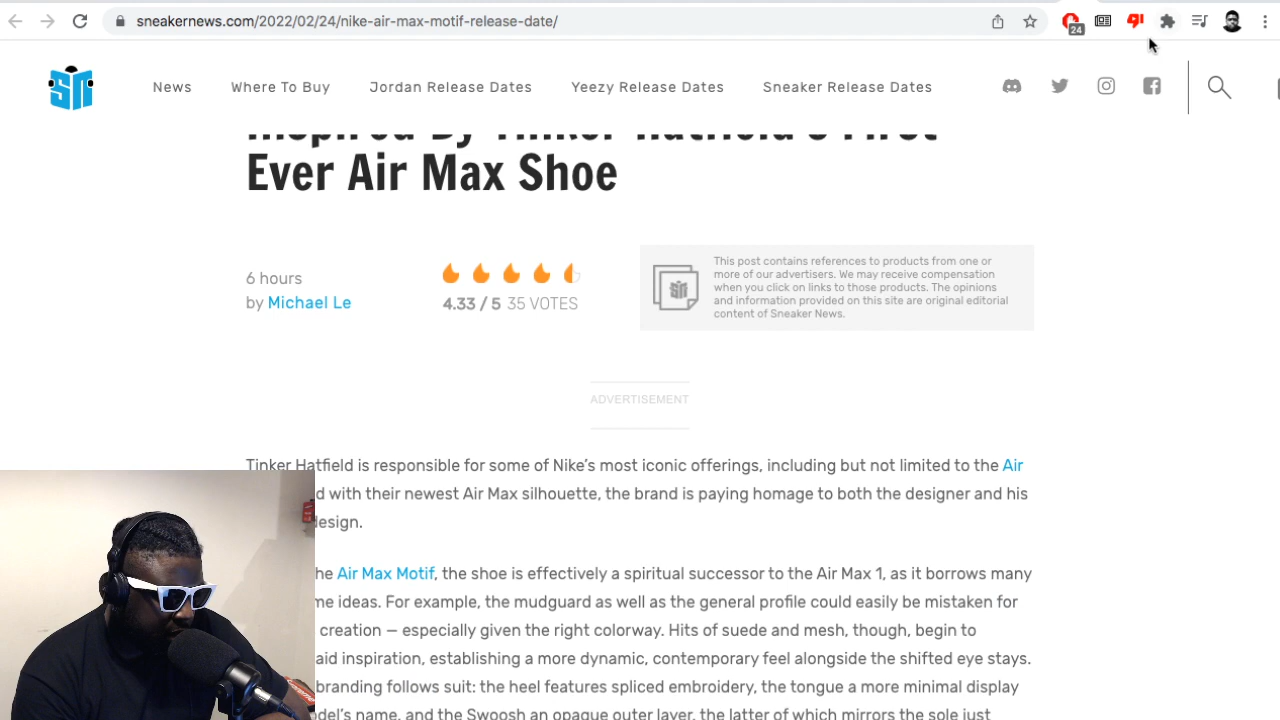 sneakernews.com/2022/02/24/nike-air-max-motif-release-date/
24
SN
News Where To Buy Jordan Release Dates Yeezy Release Dates Sneaker Release Dates
Inspired By Tinker Hatfield's First
Ever Air Max Shoe
6 hours
by Michael Le
4.33 / 5 35 VOTES
This post contains references to products from one or
more of our advertisers. We may receive compensation
when you click on links to those products. The opinions
and information provided on this site are original editorial
content of Sneaker News.
ADVERTISEMENT
Tinker Hatfield is responsible for some of Nike's most iconic offerings, including but not limited to the Air
d with their newest Air Max silhouette, the brand is paying homage to both the designer and his
design.
he Air Max Motif, the shoe is effectively a spiritual successor to the Air Max 1, as it borrows many
me ideas. For example, the mudguard as well as the general profile could easily be mistaken for
creation — especially given the right colorway. Hits of suede and mesh, though, begin to
aid inspiration, establishing a more dynamic, contemporary feel alongside the shifted eye stays.
branding follows suit: the heel features spliced embroidery, the tongue a more minimal display
del's name, and the Swoosh an opaque outer layer, the latter of which mirrors the sole just